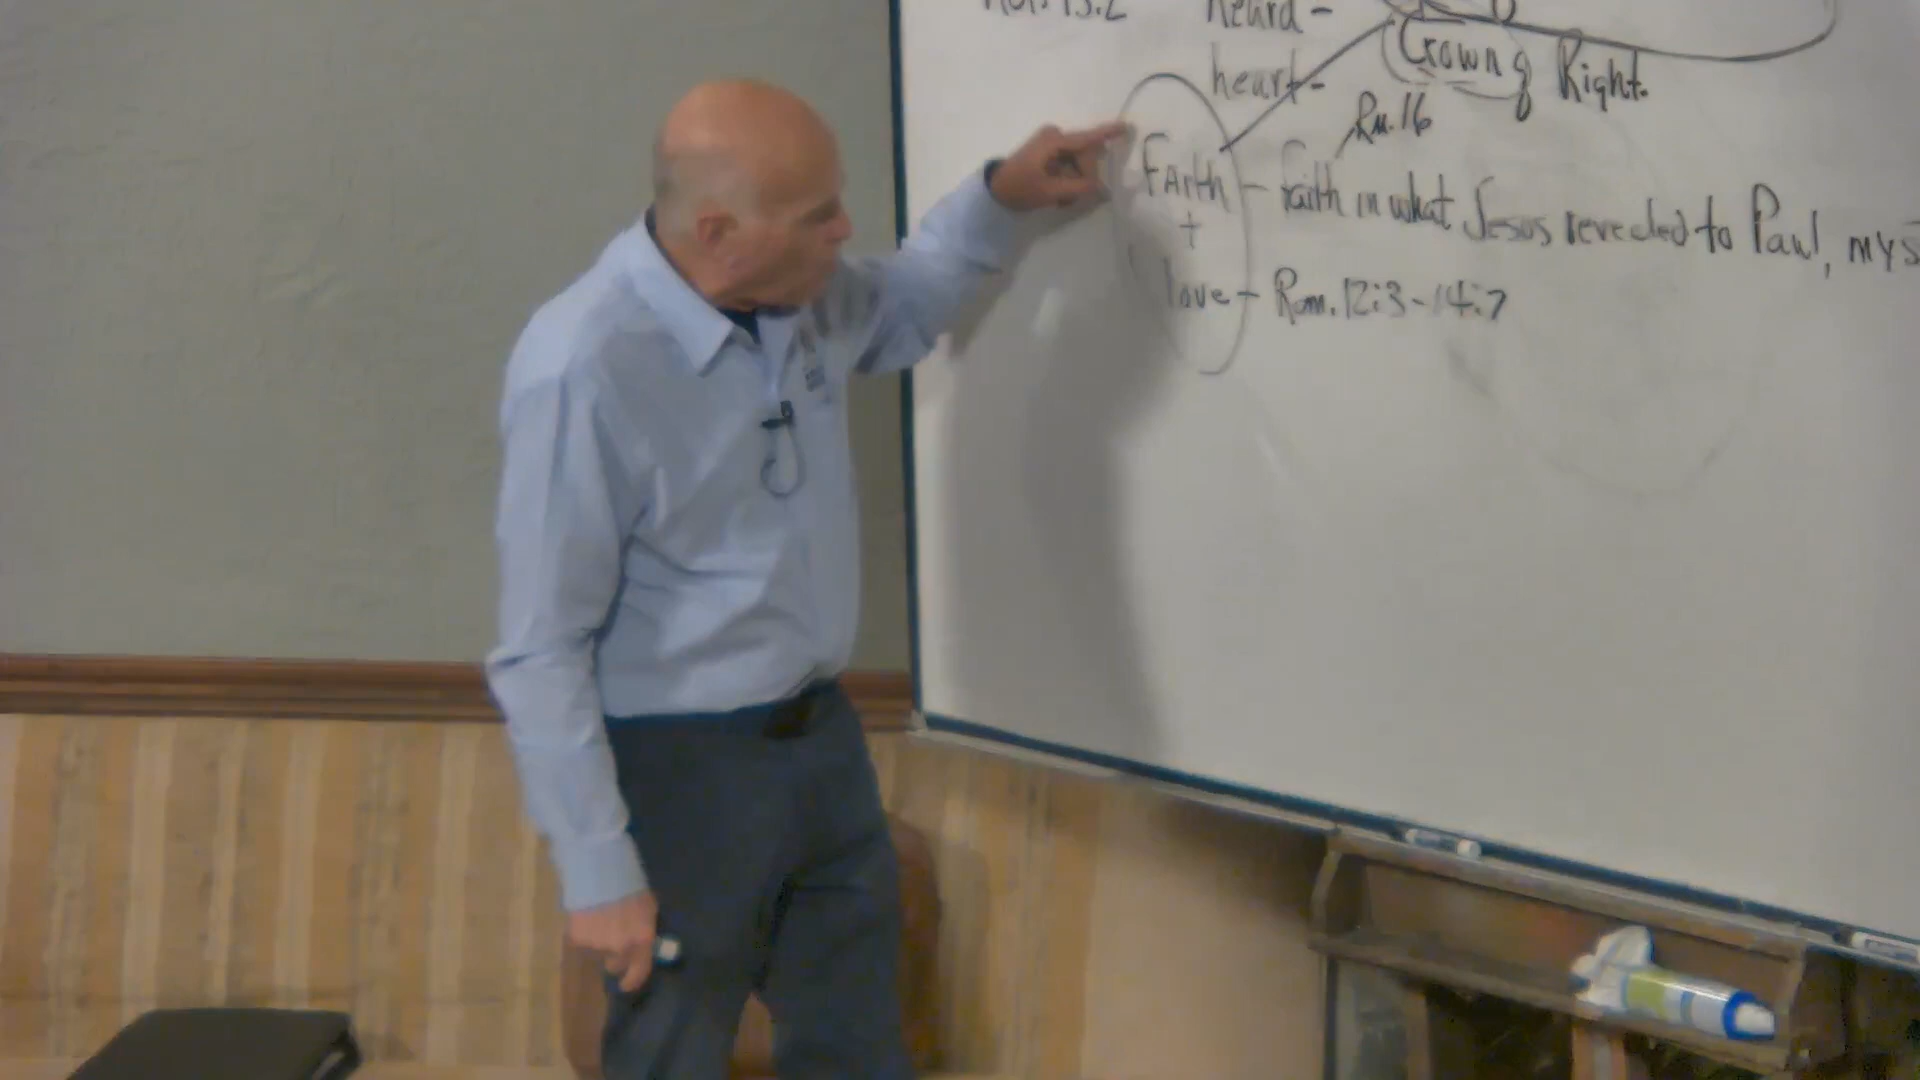 heard -
heart -
Crown of Right.
Rm. 16
FAith - faith in what Jesus revealed to Paul, mys
+
love - Rom. 12:3-14:7